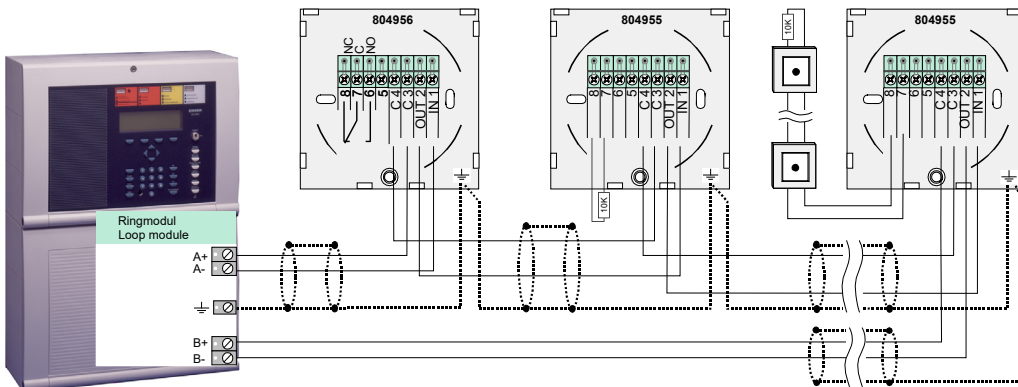 804956
NC
C
NO
8
7
6
5
C 4
C 3
OUT 2
IN 1
804955
8
7
6
5
C 4
C 3
OUT 2
IN 1
10K
10K
804955
8
7
6
5
C 4
C 3
OUT 2
IN 1
Ringmodul
Loop module
A+
A-
B+
B-